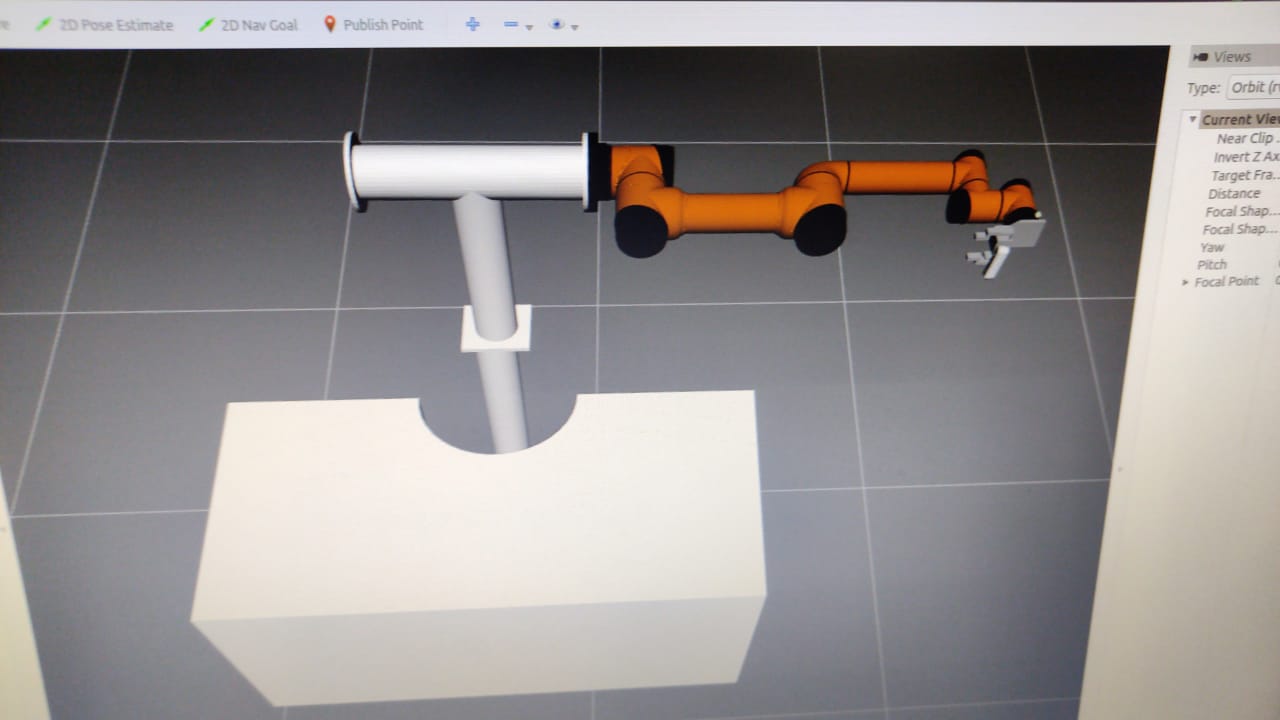 2D Pose Estimate 2D Nav Goal Publish Point
Views
Type: Orbit
Current Vie
Near Clip...
Invert Z Ax
Target Fra...
Distance
Focal Shap...
Focal Shap...
Yaw
Pitch
Focal Point